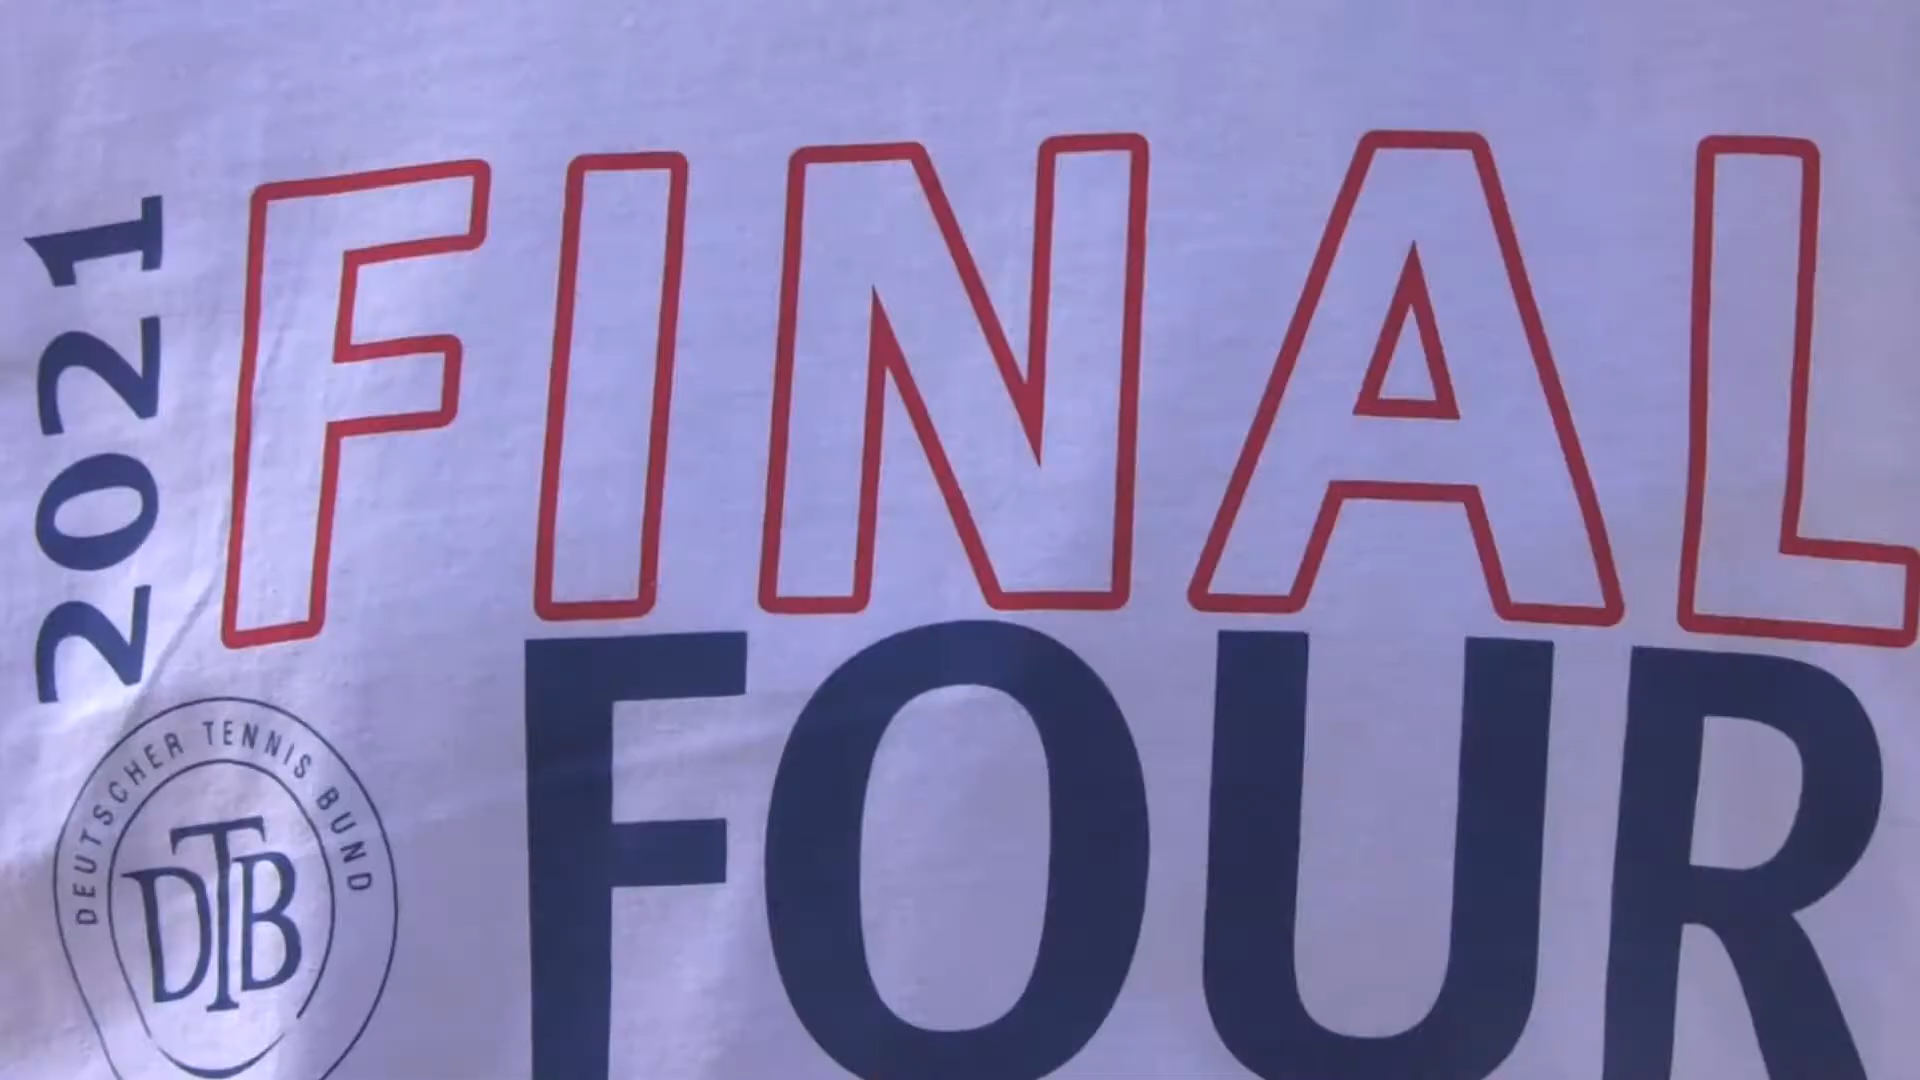 2021
FINAL
FOUR
DEUTSCHER TENNIS BUND
DTB